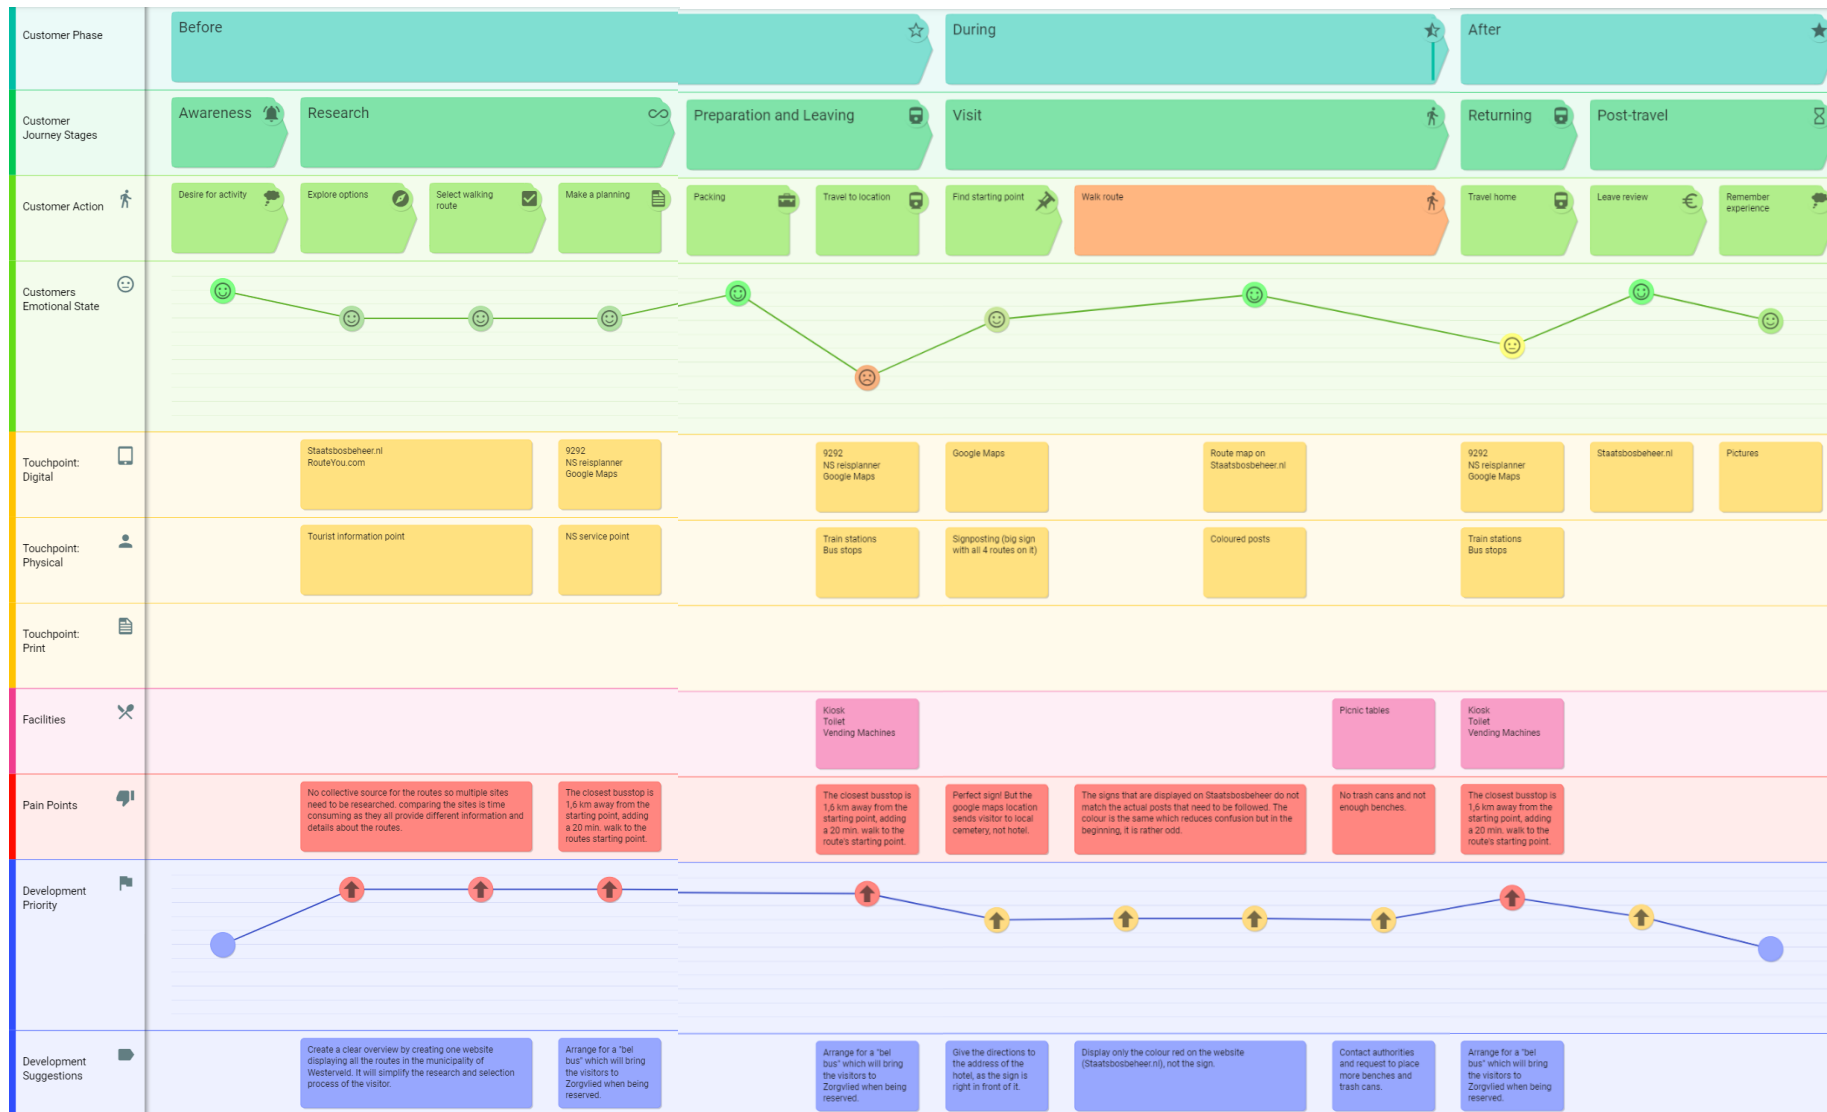 Customer Phase
Before
During
After
Customer
Journey Stages
Awareness
Research
Preparation and Leaving
Visit
Returning
Post-travel
Customer Action
Desire for activity
Explore options
Select walking
route
Make a planning
Packing
Travel to location
Find starting point
Walk route
Travel home
Leave review
Remember
experience
Customers
Emotional State
Touchpoint:
Digital
Staatsbosbeheer.nl
RouteYou.com
9292
NS reisplanner
Google Maps
9292
NS reisplanner
Google Maps
Google Maps
Route map on
Staatsbosbeheer.nl
9292
NS reisplanner
Google Maps
Staatsbosbeheer.nl
Pictures
Touchpoint:
Physical
Tourist information point
NS service point
Train stations
Bus stops
Signposting (big sign
with all 4 routes on it)
Coloured posts
Train stations
Bus stops
Touchpoint:
Print
Facilities
Kiosk
Toilet
Vending Machines
Picnic tables
Kiosk
Toilet
Vending Machines
Pain Points
No collective source for the routes so multiple sites
need to be researched. comparing the sites is time
consuming as they all provide different information and
details about the routes.
The closest busstop is
1,6 km away from the
starting point, adding
a 20 min. walk to the
routes starting point.
The closest busstop is
1,6 km away from the
starting point, adding
a 20 min. walk to the
route's starting point.
Perfect sign! But the
google maps location
sends visitor to local
cemetery, not hotel.
The signs that are displayed on Staatsbosbeheer do not
match the actual posts that need to be followed. The
colour is the same which reduces confusion but in the
beginning, it is rather odd.
No trash cans and not
enough benches.
The closest busstop is
1,6 km away from the
starting point, adding
a 20 min. walk to the
route's starting point.
Development
Priority
Development
Suggestions
Create a clear overview by creating one website
displaying all the routes in the municipality of
Westerveld. It will simplify the research and selection
process of the visitor.
Arrange for a "bel
bus" which will bring
the visitors to
Zorgvlied when being
reserved.
Arrange for a "bel
bus" which will bring
the visitors to
Zorgvlied when being
reserved.
Give the directions to
the address of the
hotel, as the sign is
right in front of it.
Display only the colour red on the website
(Staatsbosbeheer.nl), not the sign.
Contact authorities
and request to place
more benches and
trash cans.
Arrange for a "bel
bus" which will bring
the visitors to
Zorgvlied when being
reserved.